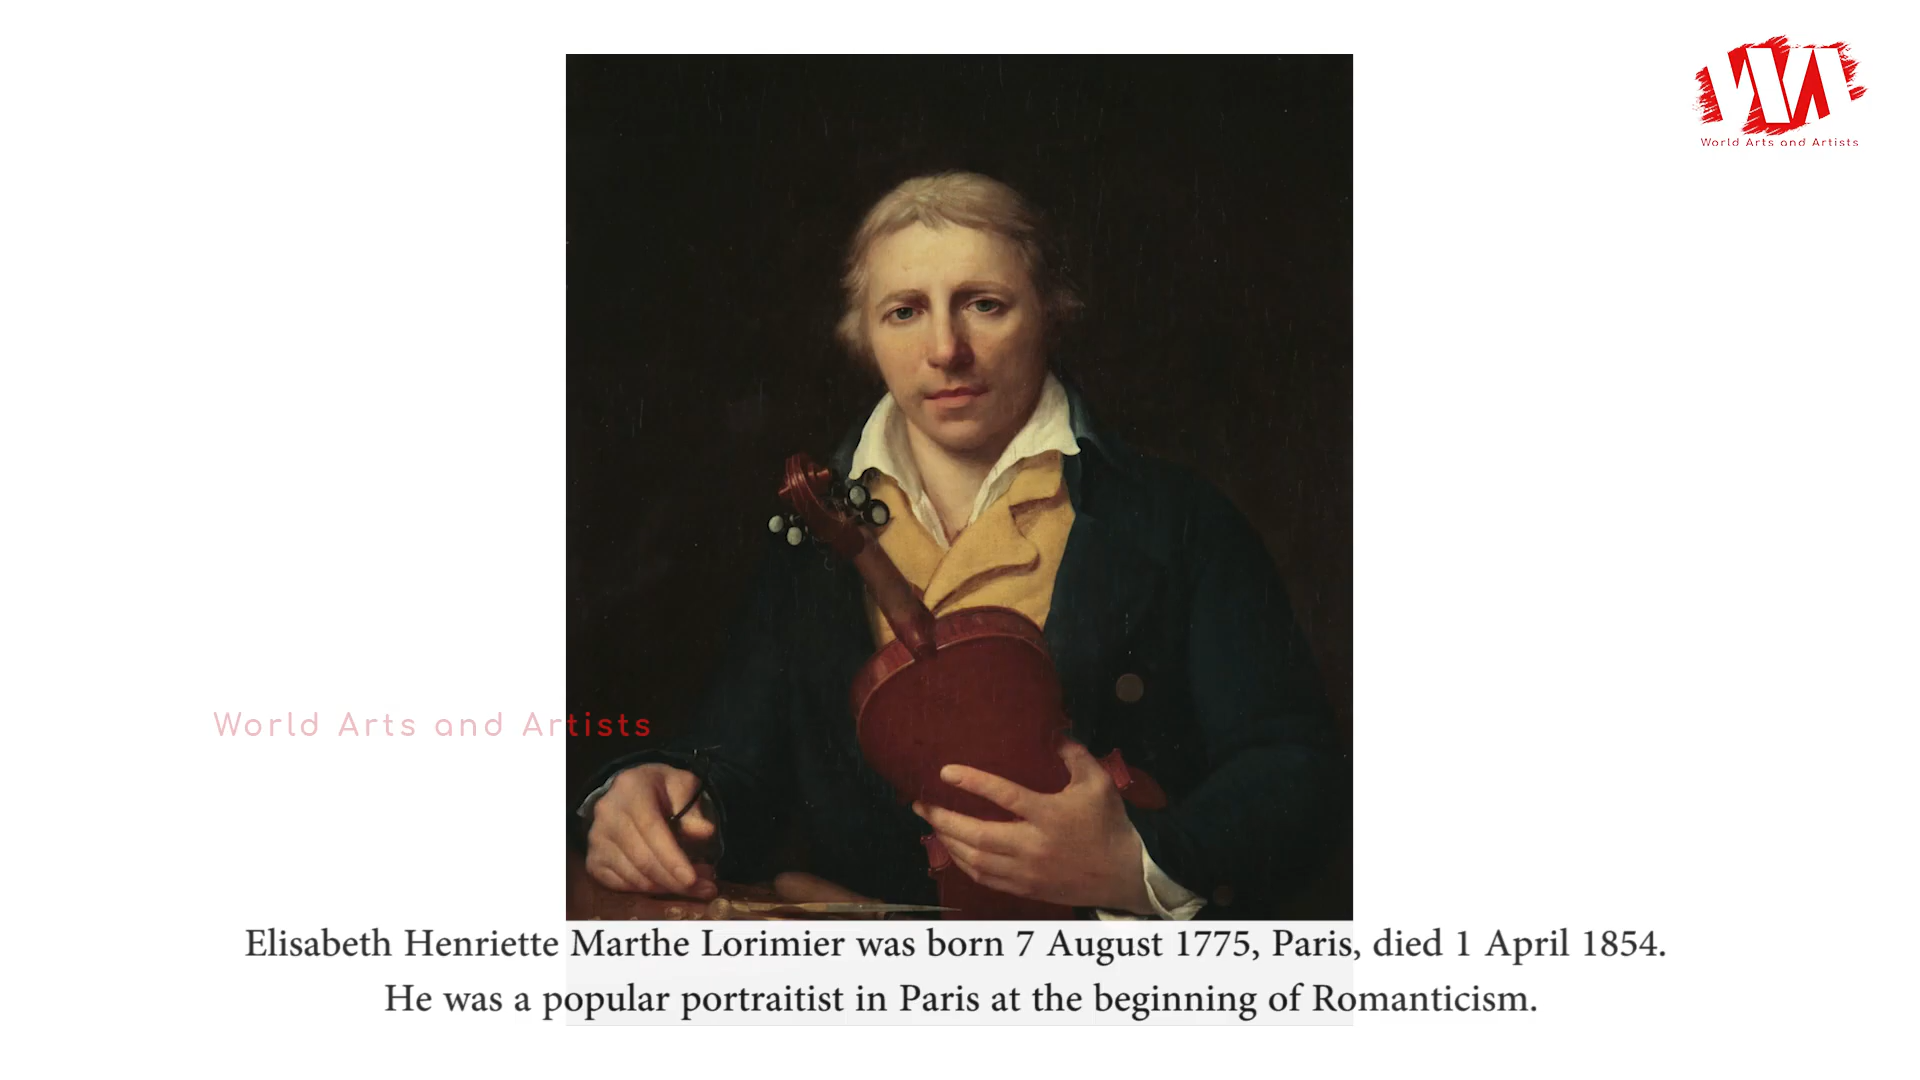 World Arts and Artists
World Arts and Artists
Elisabeth Henriette Marthe Lorimier was born 7 August 1775, Paris, died 1 April 1854.
He was a popular portraitist in Paris at the beginning of Romanticism.